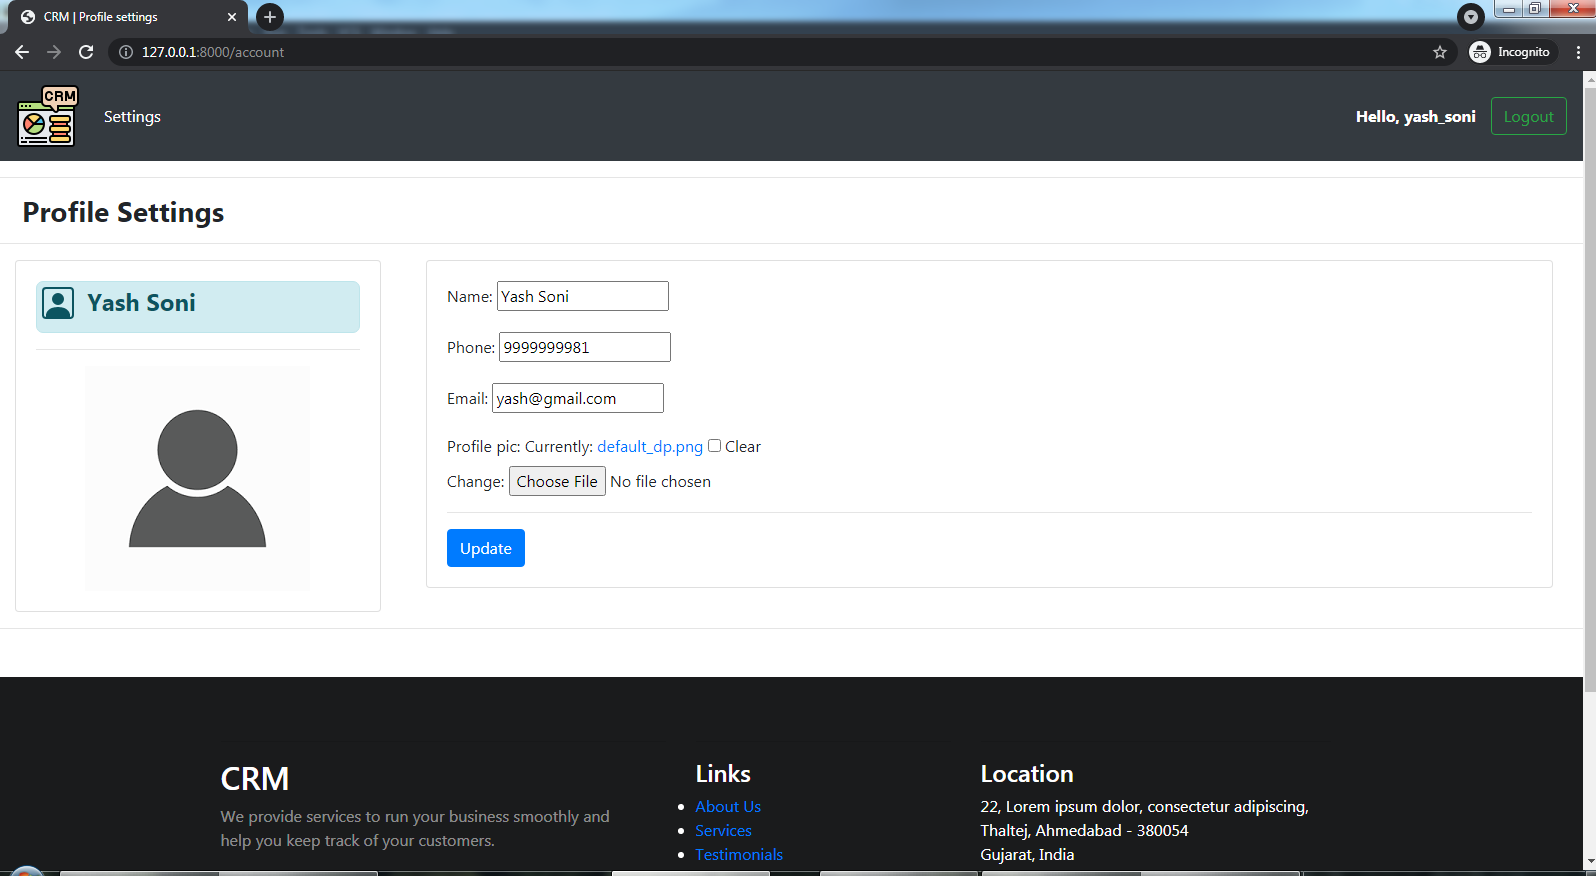 CRM | Profile settings
127.0.0.1:8000/account
Incognito
CRM
Settings
Hello, yash_soni
Logout
Profile Settings
Yash Soni
Name: Yash Soni
Phone: 9999999981
Email: yash@gmail.com
Profile pic: Currently: default_dp.png Clear
Change: Choose File No file chosen
Update
CRM
We provide services to run your business smoothly and
help you keep track of your customers.
Links
About Us
Services
Testimonials
Location
22, Lorem ipsum dolor, consectetur adipiscing,
Thaltej, Ahmedabad - 380054
Gujarat, India